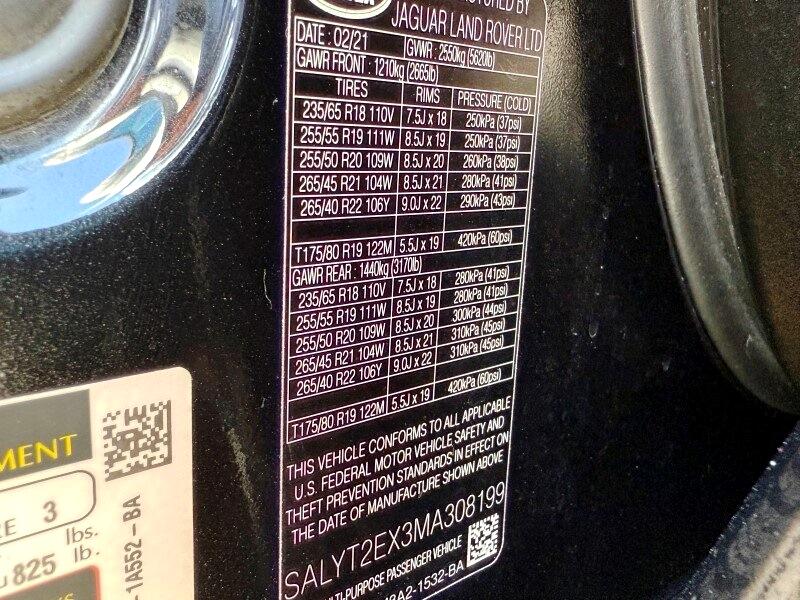 JAGUAR LAND ROVER LTD
DATE : 02/21 GVWR : 2550kg (5620lb)
GAWR FRONT : 1210kg (2665lb)
TIRES RIMS PRESSURE (COLD)
235/65 R18 110V 7.5J x 18 250kPa (37psi)
255/55 R19 111W 8.5J x 19 250kPa (37psi)
255/50 R20 109W 8.5J x 20 260kPa (38psi)
265/45 R21 104W 8.5J x 21 280kPa (41psi)
265/40 R22 106Y 9.0J x 22 290kPa (43psi)
T175/80 R19 122M 5.5J x 19 420kPa (60psi)
GAWR REAR : 1440kg (3170lb)
235/65 R18 110V 7.5J x 18 280kPa (41psi)
255/55 R19 111W 8.5J x 19 280kPa (41psi)
255/50 R20 109W 8.5J x 20 300kPa (44psi)
265/45 R21 104W 8.5J x 21 310kPa (45psi)
265/40 R22 106Y 9.0J x 22 310kPa (45psi)
T175/80 R19 122M 5.5J x 19 420kPa (60psi)
THIS VEHICLE CONFORMS TO ALL APPLICABLE
U.S. FEDERAL MOTOR VEHICLE SAFETY AND
THEFT PREVENTION STANDARDS IN EFFECT ON
THE DATE OF MANUFACTURE SHOWN ABOVE
SALYT2EX3MA308199
PASSENGER VEHICLE
3A2-1532-BA
MENT
3
lbs.
825 lb.
-1A552-BA